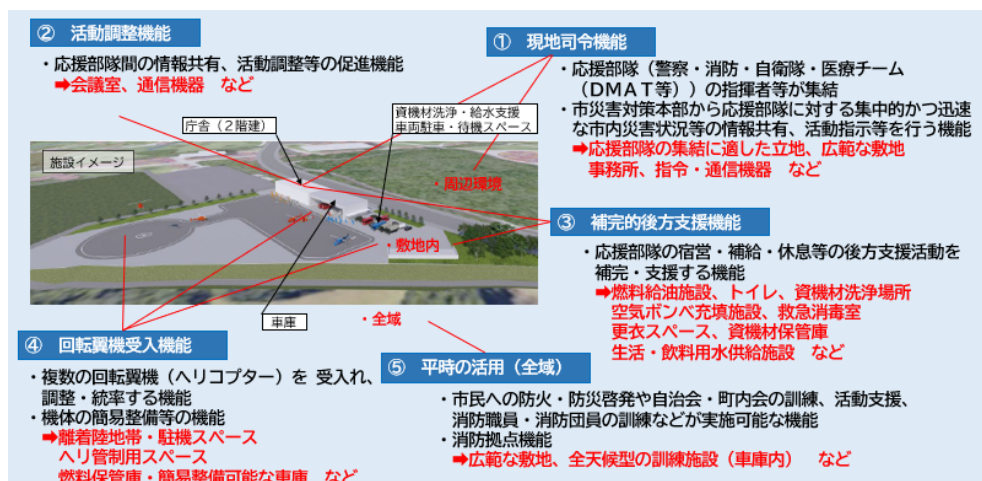 ② 活動調整機能
・応援部隊間の情報共有、活動調整等の促進機能
➡会議室、通信機器 など
① 現地司令機能
・応援部隊（警察・消防・自衛隊・医療チーム
（ＤＭＡＴ等））の指揮者等が集結
・市災害対策本部から応援部隊に対する集中的かつ迅速
な市内災害状況等の情報共有、活動指示等を行う機能
➡応援部隊の集結に適した立地、広範な敷地
事務所、指令・通信機器 など
庁舎（２階建）
資機材洗浄・給水支援
車両駐車・待機スペース
施設イメージ
・周辺環境
・敷地内
車庫
・全域
③ 補完的後方支援機能
・応援部隊の宿営・補給・休息等の後方支援活動を
補完・支援する機能
➡燃料給油施設、トイレ、資機材洗浄場所
空気ボンベ充填施設、救急消毒室
更衣スペース、資機材保管庫
生活・飲料用水供給施設 など
④ 回転翼機受入機能
・複数の回転翼機（ヘリコプター）を 受入れ、
調整・統率する機能
・機体の簡易整備等の機能
➡離着陸地帯・駐機スペース
ヘリ管制用スペース
燃料保管庫・簡易整備可能な車庫 など
⑤ 平時の活用（全域）
・市民への防火・防災啓発や自治会・町内会の訓練、活動支援、
消防職員・消防団員の訓練などが実施可能な機能
・消防拠点機能
➡広範な敷地、全天候型の訓練施設（車庫内） など